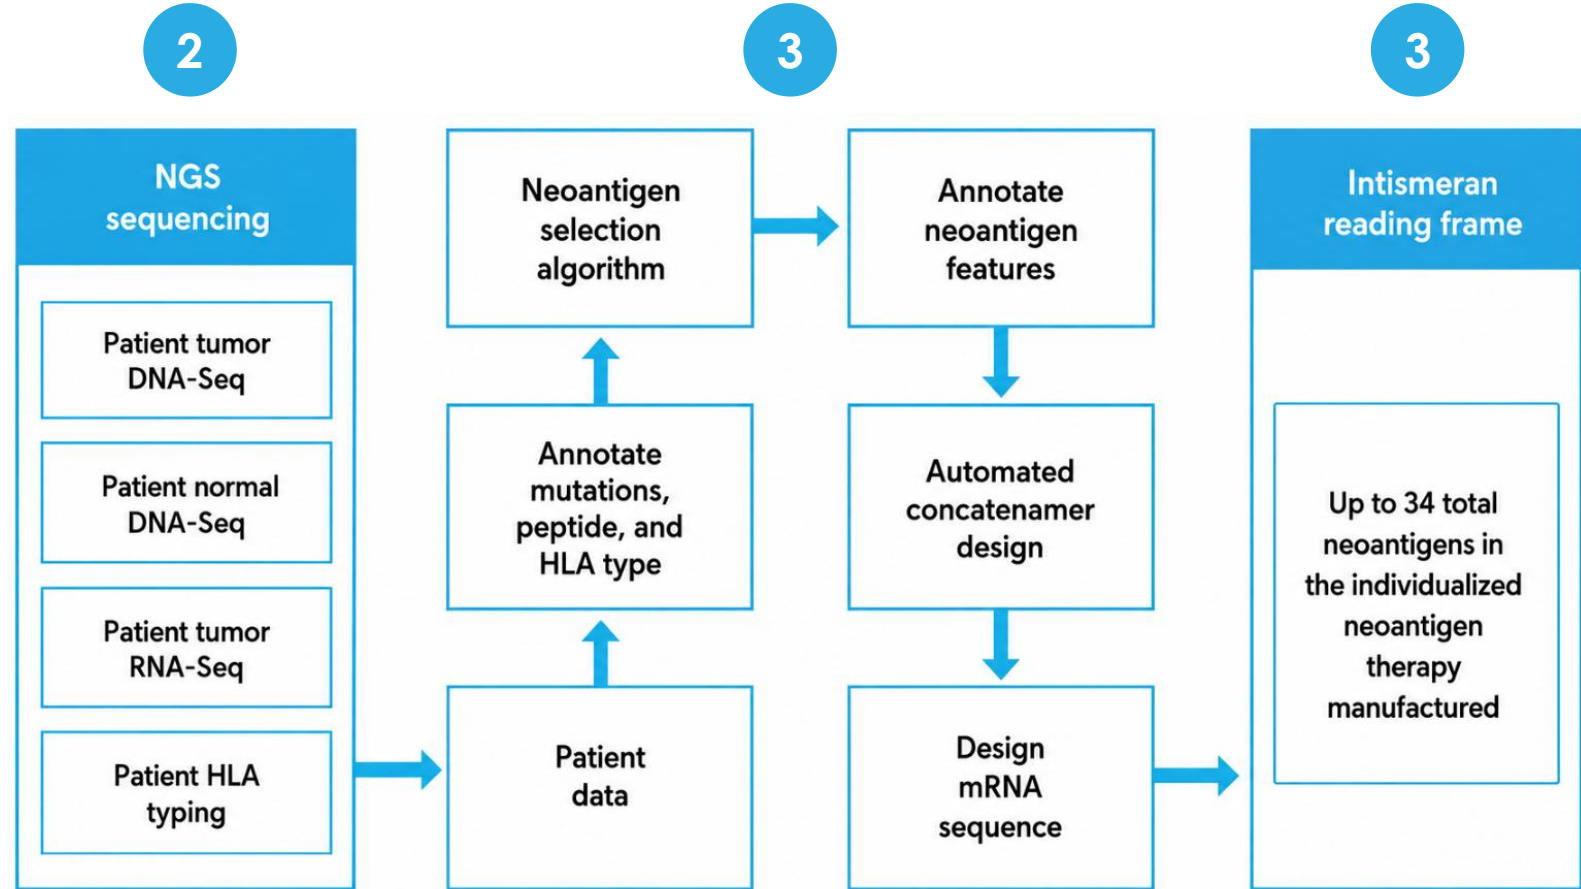 2
3
3
NGS
sequencing
Patient tumor
DNA-Seq
Patient normal
DNA-Seq
Patient tumor
RNA-Seq
Patient HLA
typing
Patient
data
Annotate
mutations,
peptide, and
HLA type
Neoantigen
selection
algorithm
Annotate
neoantigen
features
Automated
concatenamer
design
Design
mRNA
sequence
Intismeran
reading frame
Up to 34 total
neoantigens in
the individualized
neoantigen
therapy
manufactured